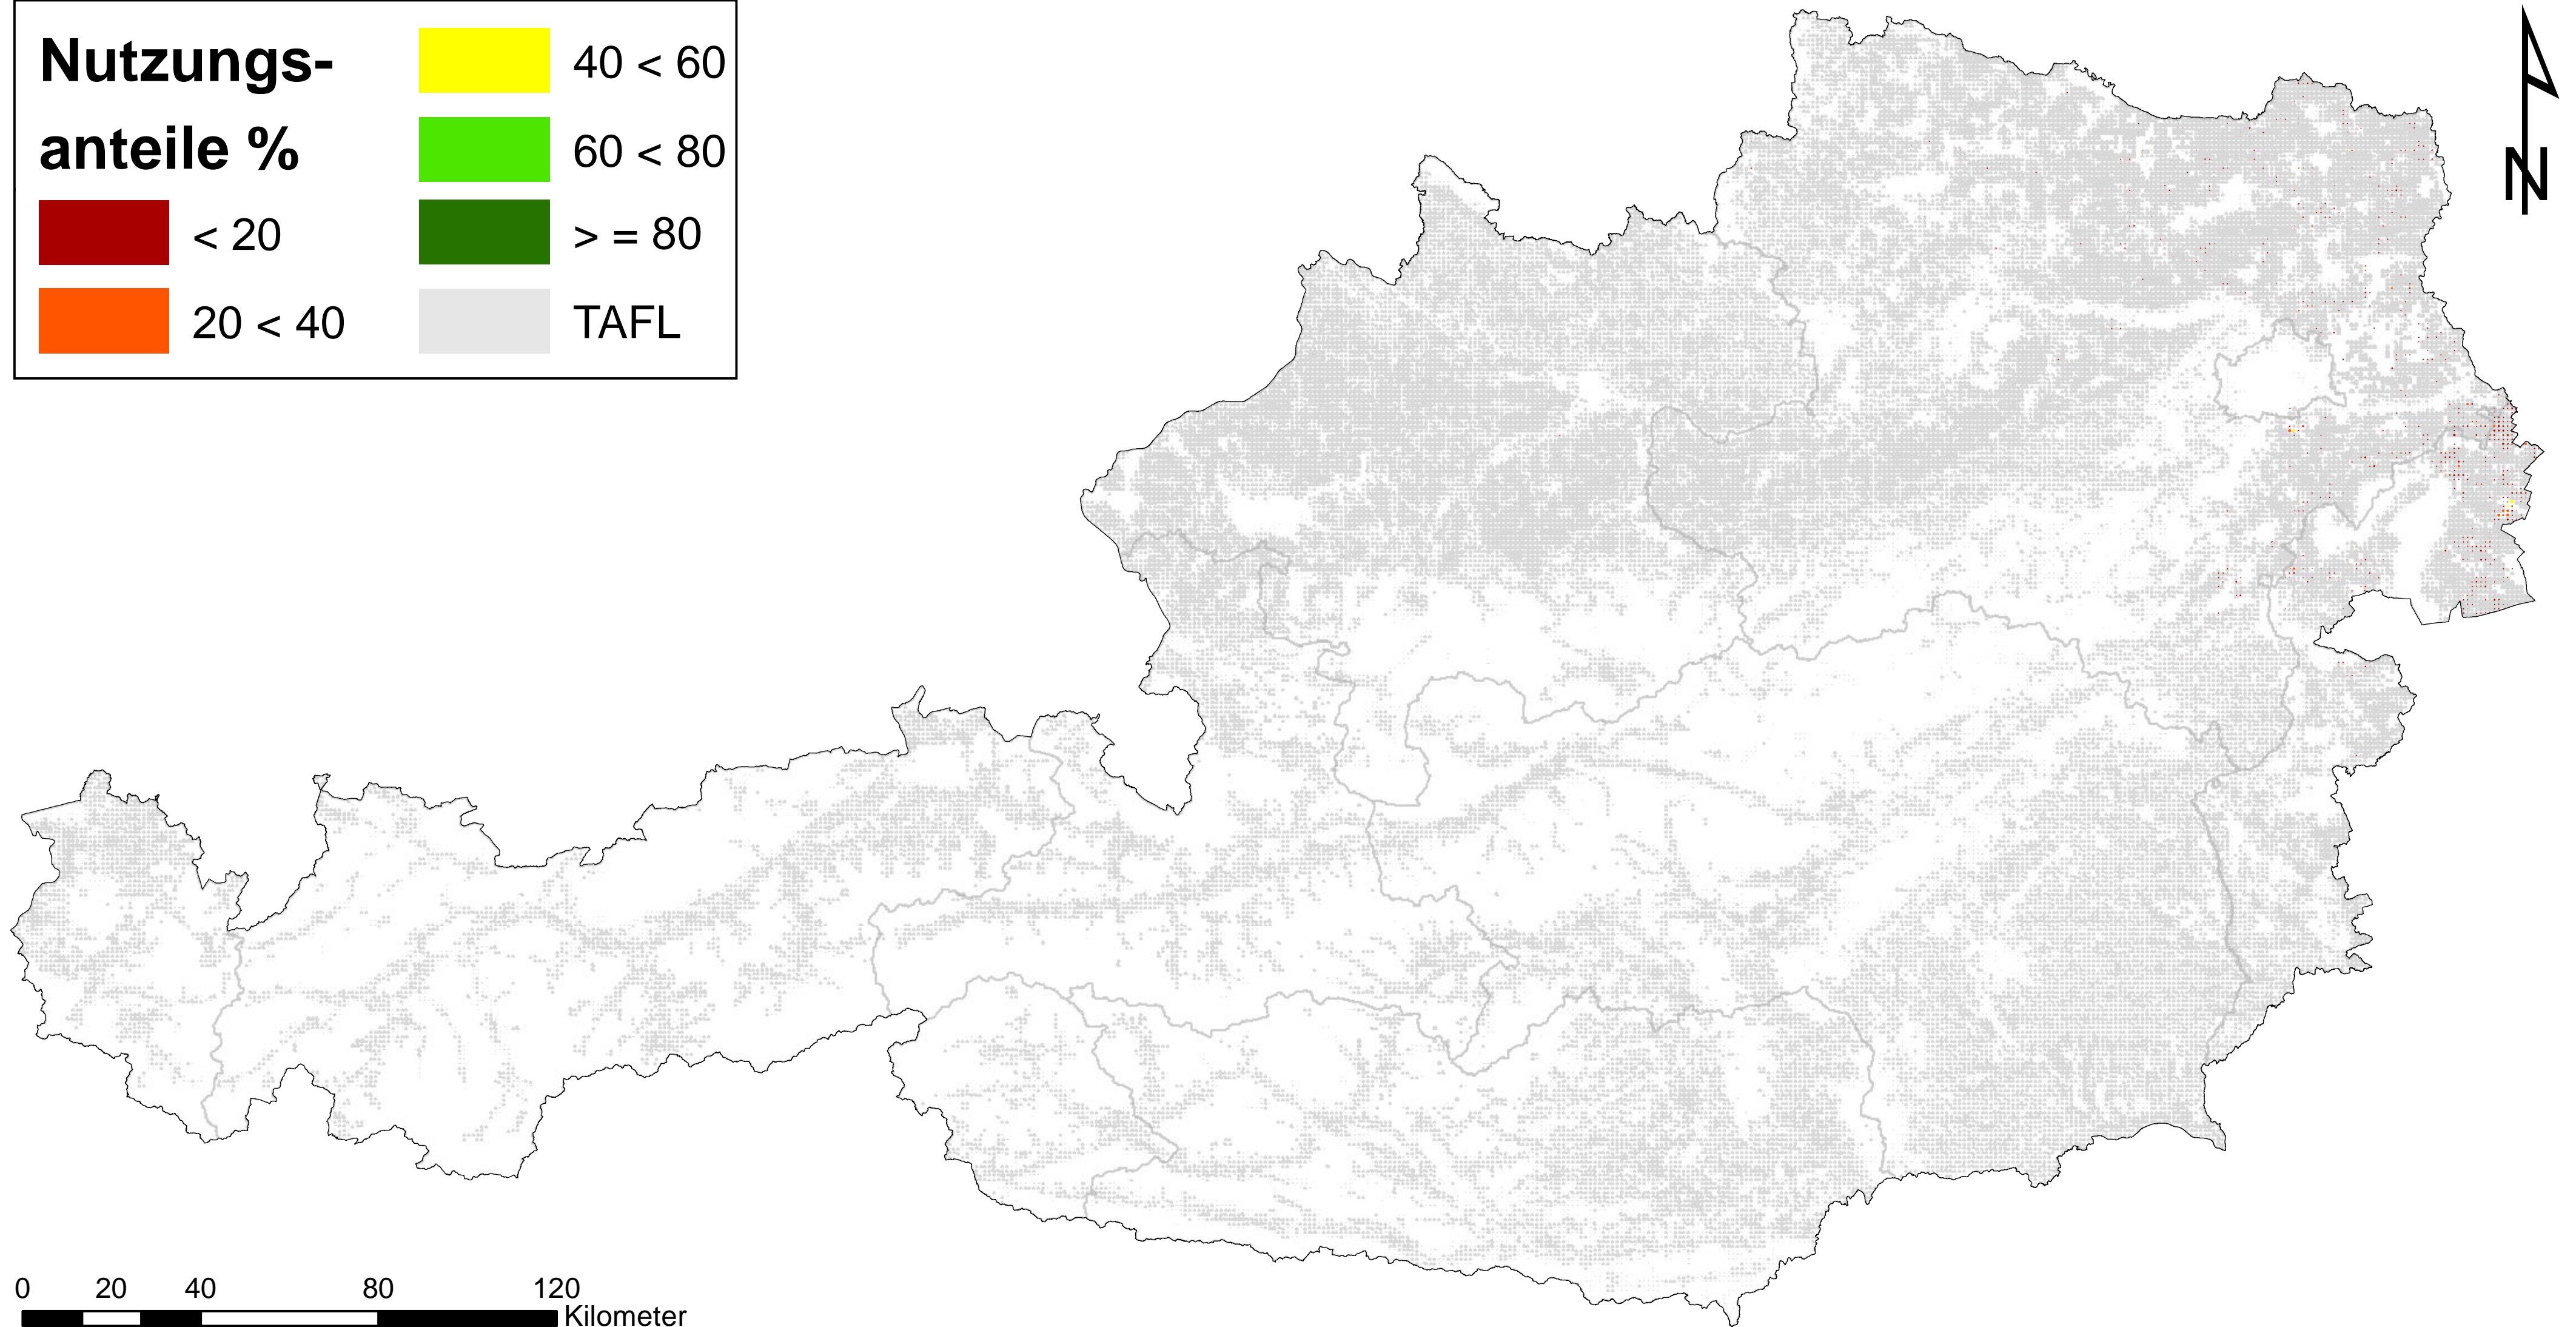 Nutzungs-
anteile %
< 20
20 < 40
40 < 60
60 < 80
> = 80
TAFL
N
0 20 40 80 120
Kilometer